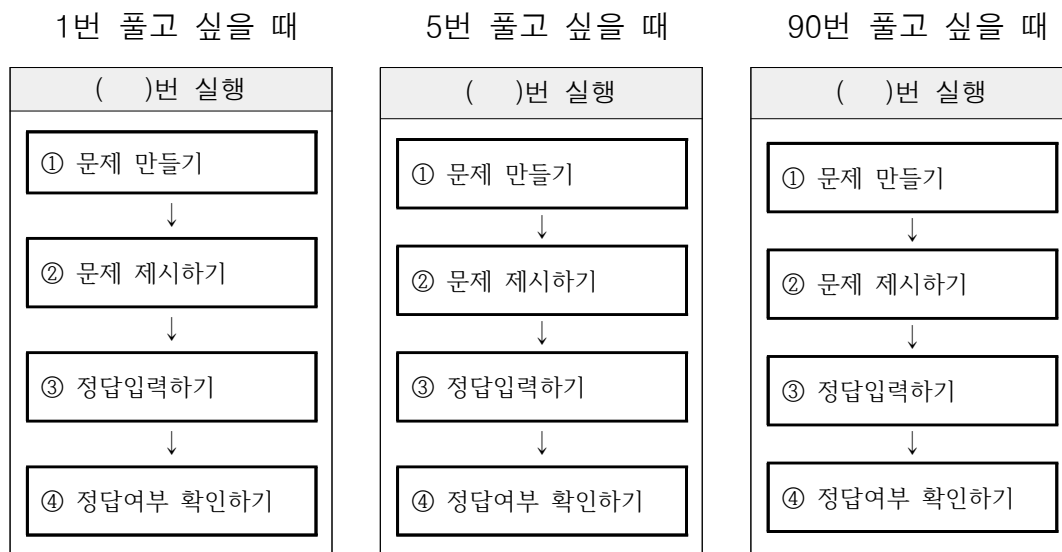 1번 풀고 싶을 때
( )번 실행
① 문제 만들기
↓
② 문제 제시하기
↓
③ 정답입력하기
↓
④ 정답여부 확인하기
5번 풀고 싶을 때
( )번 실행
① 문제 만들기
↓
② 문제 제시하기
↓
③ 정답입력하기
↓
④ 정답여부 확인하기
90번 풀고 싶을 때
( )번 실행
① 문제 만들기
↓
② 문제 제시하기
↓
③ 정답입력하기
↓
④ 정답여부 확인하기